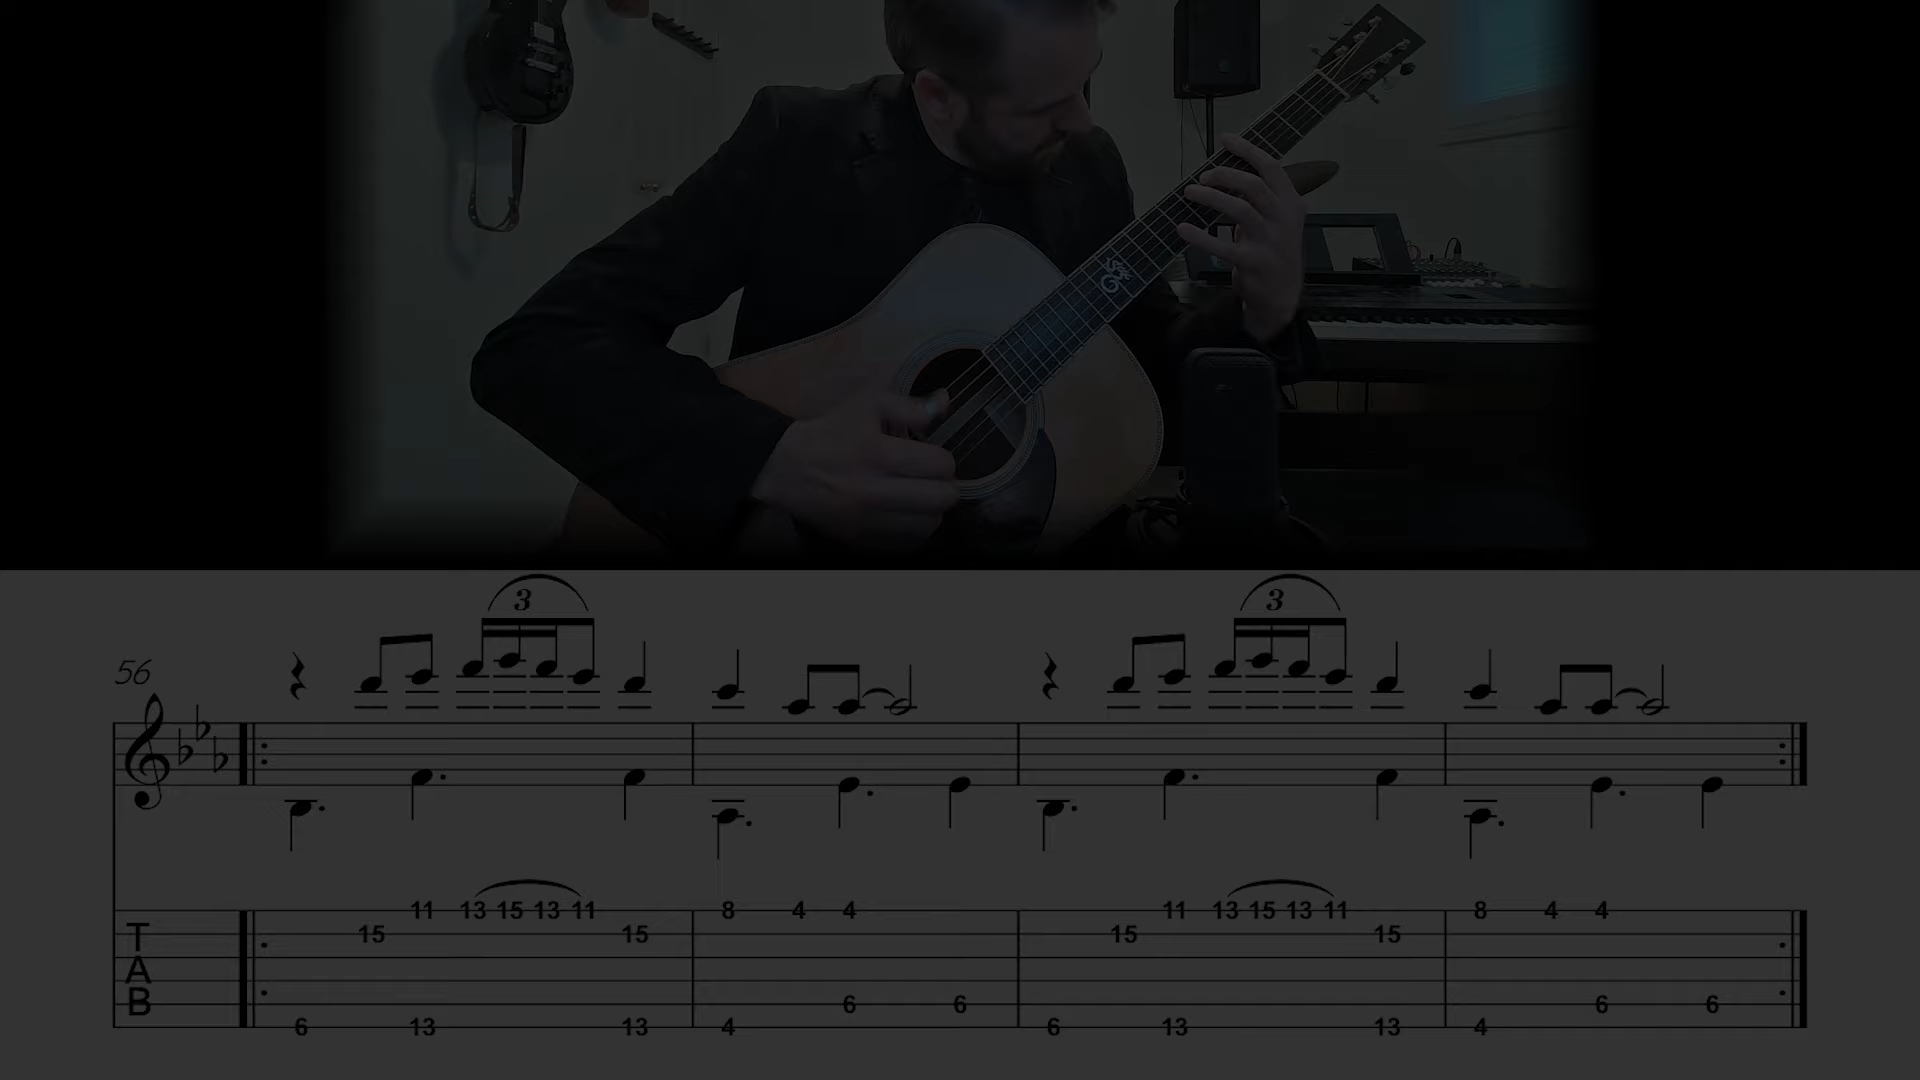 3 3
56
11 13 15 13 11 8 4 4 11 13 15 13 11 8 4 4
T 15 15 15 15
A
B 6 6 6 6
6 13 13 4 6 13 13 4